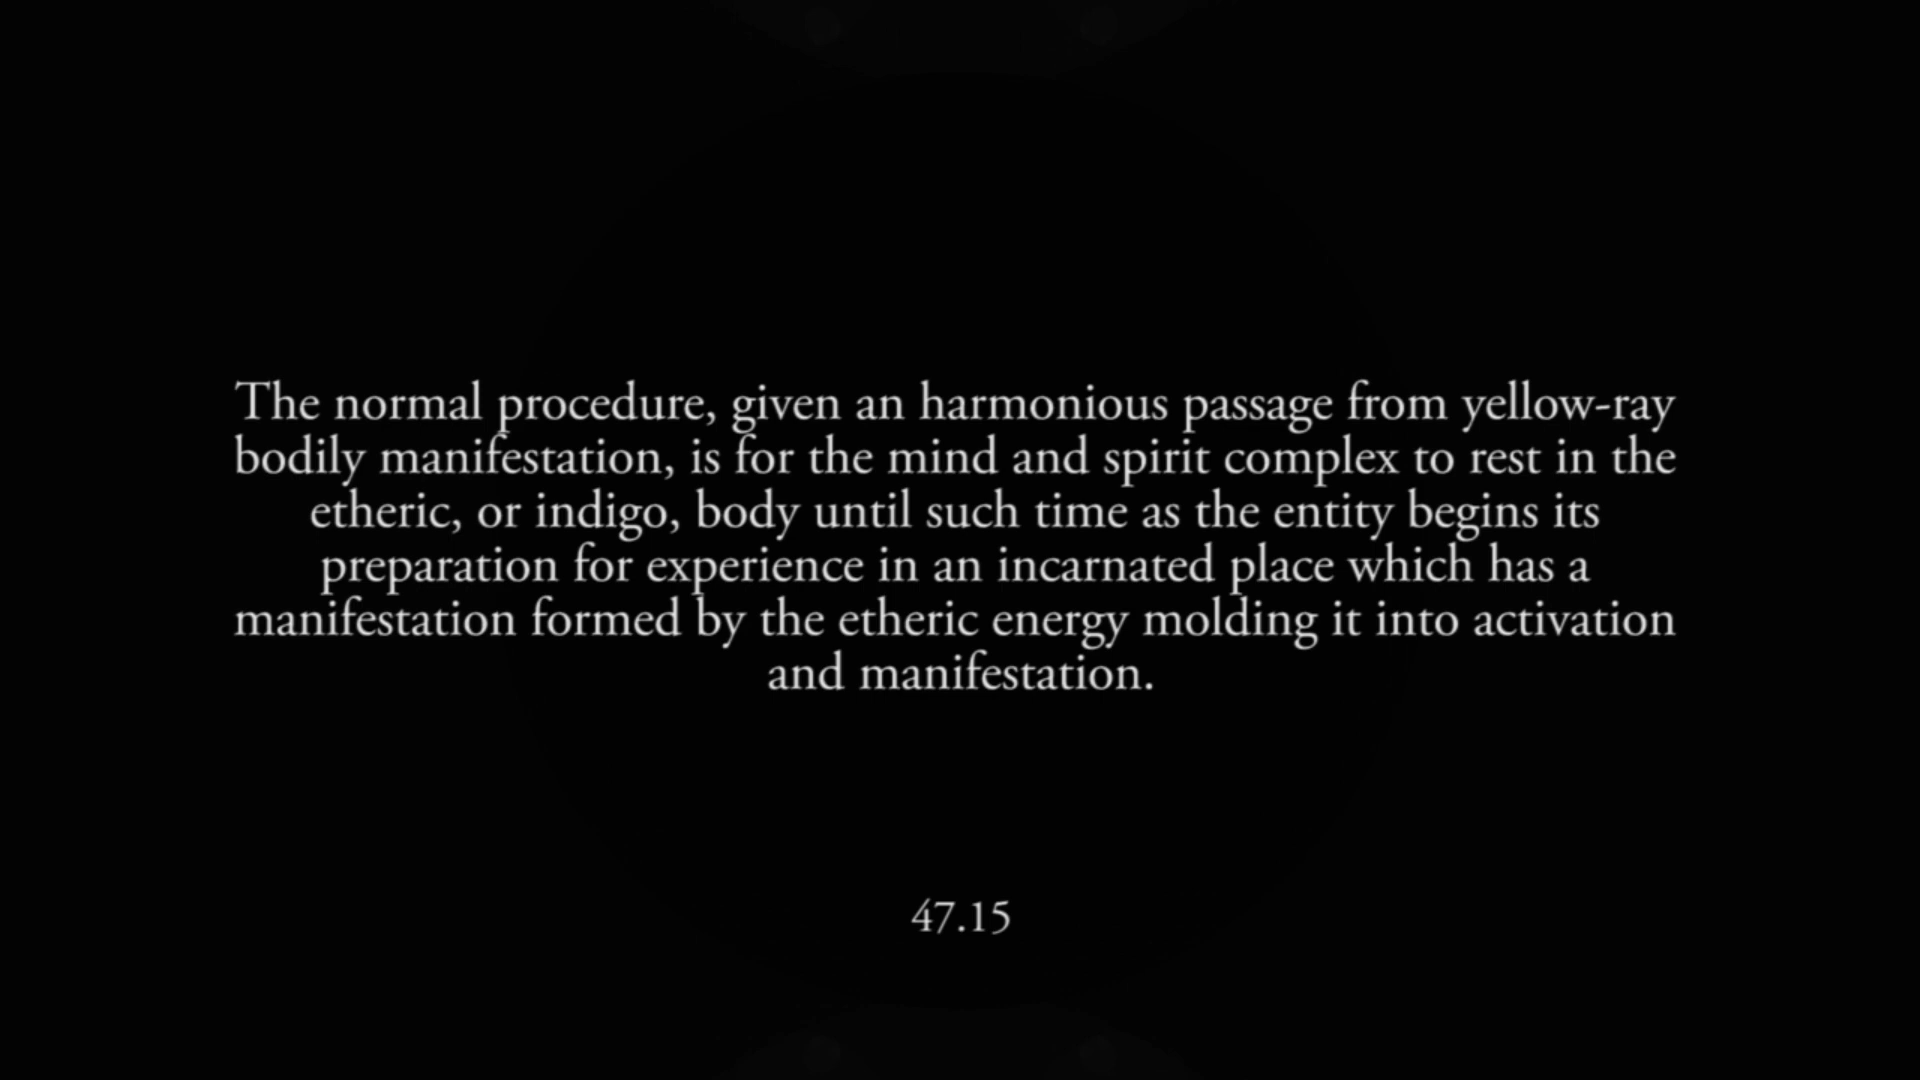 The normal procedure, given an harmonious passage from yellow-ray
bodily manifestation, is for the mind and spirit complex to rest in the
etheric, or indigo, body until such time as the entity begins its
preparation for experience in an incarnated place which has a
manifestation formed by the etheric energy molding it into activation
and manifestation.
47.15